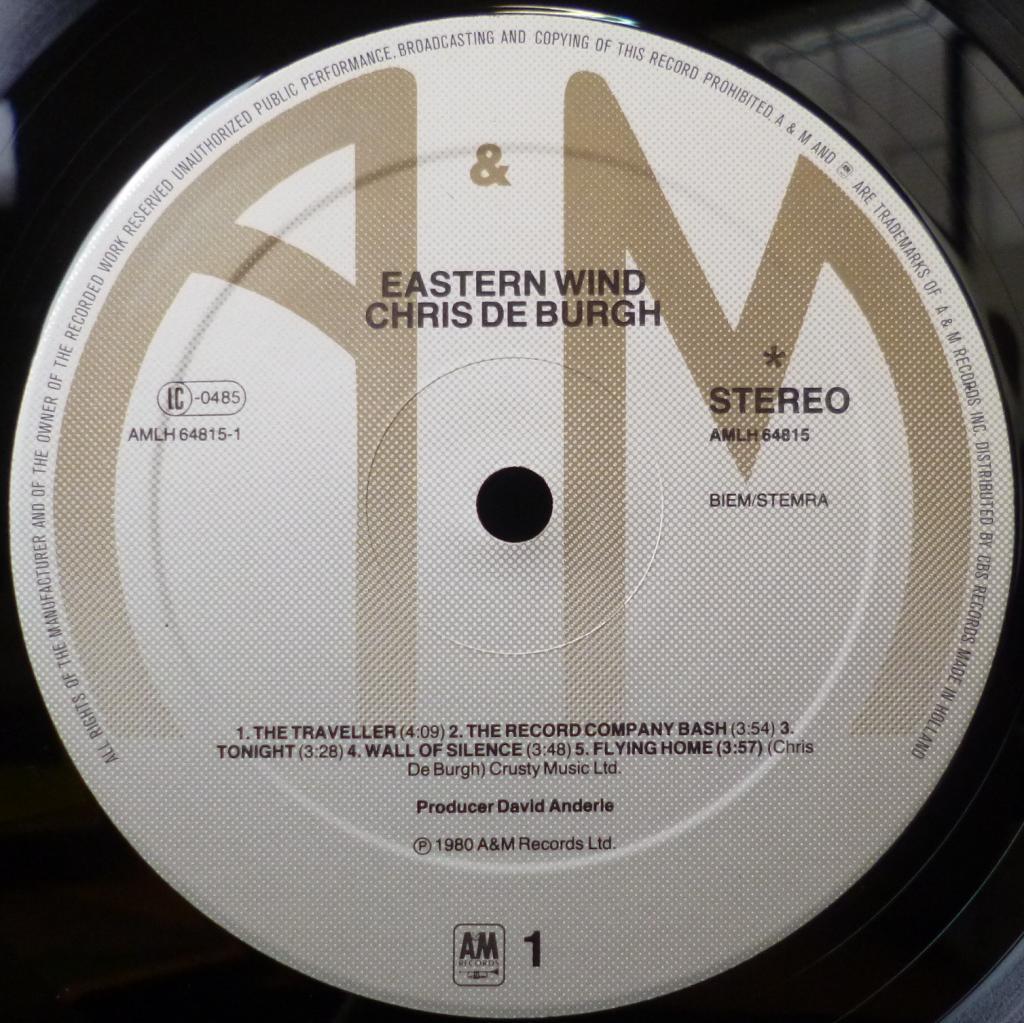 ALL RIGHTS OF THE MANUFACTURER AND OF THE OWNER OF THE RECORDED WORK RESERVED UNAUTHORIZED PUBLIC PERFORMANCE, BROADCASTING AND COPYING OF THIS RECORD PROHIBITED. A & M AND AM ARE TRADEMARKS OF A & M RECORDS INC. DISTRIBUTED BY CBS RECORDS MADE IN HOLLAND
A & M
EASTERN WIND
CHRIS DE BURGH
LC-0485
AMLH 64815-1
*
STEREO
AMLH 64815
BIEM/STEMRA
1. THE TRAVELLER (4:09) 2. THE RECORD COMPANY BASH (3:54) 3.
TONIGHT (3:28) 4. WALL OF SILENCE (3:48) 5. FLYING HOME (3:57) (Chris
De Burgh) Crusty Music Ltd.
Producer David Anderle
℗ 1980 A&M Records Ltd.
AM
RECORDS
1